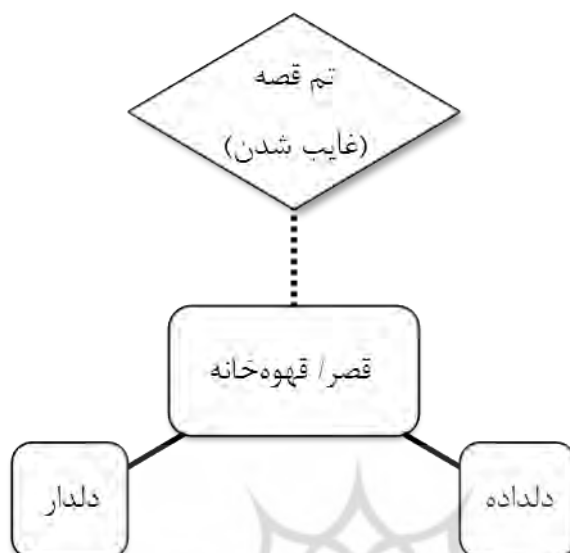 تم قصه
(غایب شدن)
قصر/ قهوه‌خانه
دلداده
دلدار